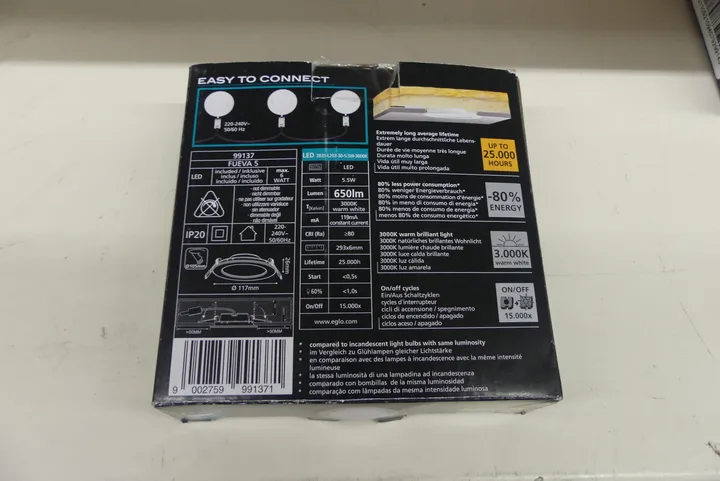 EASY TO CONNECT
220-240V~
50/60 Hz
99137
FUEVA 5
LED
included / inklusive
inclus / incluso
incluido / incluído
max.
6
WATT
- not dimmable
- nicht dimmbar
- ne pas utiliser sur gradateur
- non utilizzare variatore
- sin atenuador
- dimmable déjà
- não dimmable
IP20
220-
240V~
50/60Hz
26mm
Ø 117mm
>50MM
>50MM
9 002759 991371
LED
LED
Watt
5.5W
Lumen
650lm
T(Kelvin)
3000K
warm white
mA
119mA
constant current
CRI (Ra)
≥80
293x6mm
Lifetime
25.000h
Start
<0,5s
60%
<1,0s
On/Off
15.000x
www.eglo.com
Extremely long average lifetime
Extrem lange durchschnittliche Lebens-
dauer
Durée de vie moyenne très longue
Durata molto lunga
Vida útil muy larga
Vida útil muito prolongada
UP TO
25.000
HOURS
80% less power consumption*
80% weniger Energieverbrauch*
80% moins de consommation d'énergie*
80% in meno di consumo di energia*
80% menos de consumo de energía*
menos 80% de consumo energético*
-80%
ENERGY
3000K warm brilliant light
3000K natürliches brillantes Wohnlicht
3000K lumière chaude brillante
3000K luce calda brillante
3000K luz cálida
3000K luz amarela
3.000K
warm white
On/off cycles
Ein/Aus Schaltzyklen
cycles d'interrupteur
cicli di accensione / spegnimento
ciclos de encendido / apagado
ciclos aceso / apagado
ON/OFF
15.000x
• compared to incandescent light bulbs with same luminosity
• im Vergleich zu Glühlampen gleicher Lichtstärke
• en comparaison avec des lampes à incandescence avec la même intensité
lumineuse
• la stessa luminosità di una lampadina ad incandescenza
• comparado con bombillas de la misma luminosidad
• comparação com lâmpadas da mesma intensidade luminosa